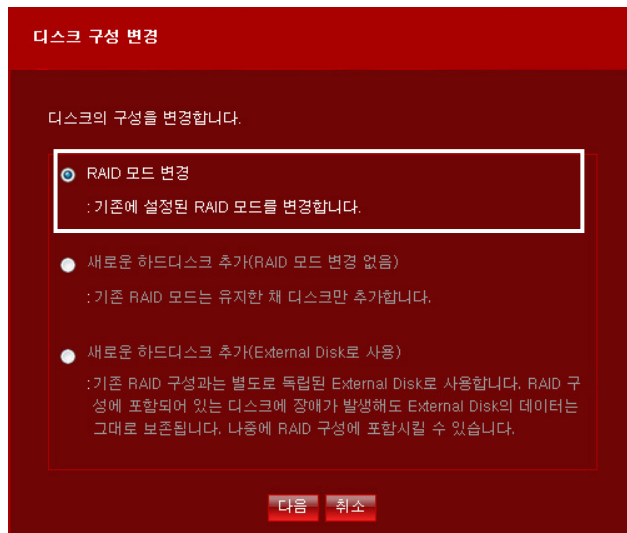 디스크 구성 변경
디스크의 구성을 변경합니다.
RAID 모드 변경
: 기존에 설정된 RAID 모드를 변경합니다.
새로운 하드디스크 추가(RAID 모드 변경 없음)
: 기존 RAID 모드는 유지한 채 디스크만 추가합니다.
새로운 하드디스크 추가(External Disk로 사용)
: 기존 RAID 구성과는 별도로 독립된 External Disk로 사용합니다. RAID 구
성에 포함되어 있는 디스크에 장애가 발생해도 External Disk의 데이터는
그대로 보존됩니다. 나중에 RAID 구성에 포함시킬 수 있습니다.
다음 취소